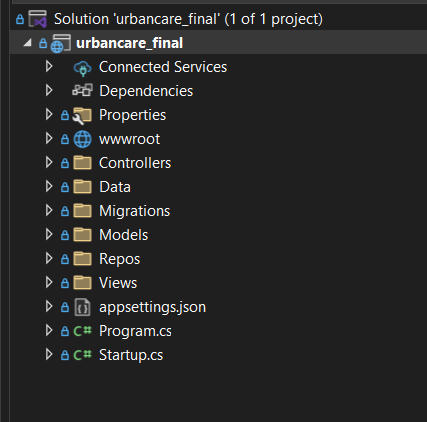 Solution 'urbancare_final' (1 of 1 project)
urbancare_final
Connected Services
Dependencies
Properties
wwwroot
Controllers
Data
Migrations
Models
Repos
Views
appsettings.json
C# Program.cs
C# Startup.cs